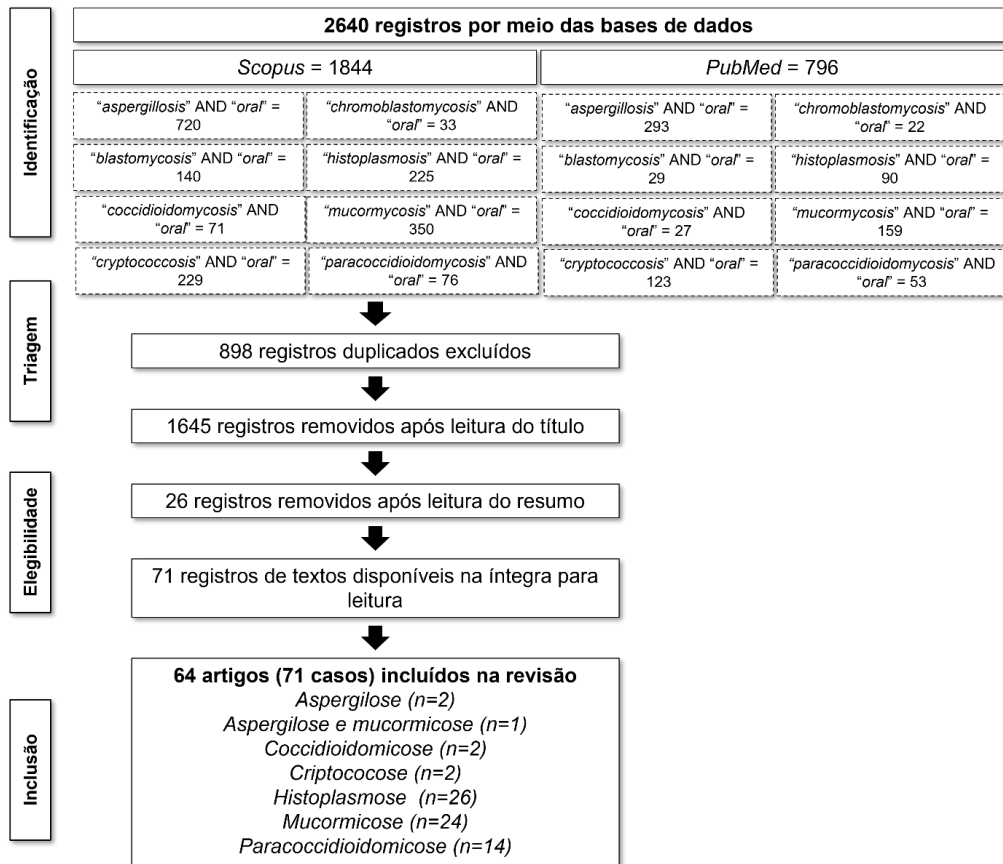 Identificação
2640 registros por meio das bases de dados
Scopus = 1844
PubMed = 796
“aspergillosis” AND “oral” =
720
“chromoblastomycosis” AND
“oral” = 33
“aspergillosis” AND “oral” =
293
“chromoblastomycosis” AND
“oral” = 22
“blastomycosis” AND “oral” =
140
“histoplasmosis” AND “oral” =
225
“blastomycosis” AND “oral” =
29
“histoplasmosis” AND “oral” =
90
“coccidioidomycosis” AND
“oral” = 71
“mucormycosis” AND “oral” =
350
“coccidioidomycosis” AND
“oral” = 27
“mucormycosis” AND “oral” =
159
“cryptococcosis” AND “oral” =
229
“paracoccidioidomycosis” AND
“oral” = 76
“cryptococcosis” AND “oral” =
123
“paracoccidioidomycosis” AND
“oral” = 53
Triagem
898 registros duplicados excluídos
1645 registros removidos após leitura do título
Elegibilidade
26 registros removidos após leitura do resumo
71 registros de textos disponíveis na íntegra para
leitura
Inclusão
64 artigos (71 casos) incluídos na revisão
Aspergilose (n=2)
Aspergilose e mucormicose (n=1)
Coccidioidomicose (n=2)
Criptococose (n=2)
Histoplasmose (n=26)
Mucormicose (n=24)
Paracoccidioidomicose (n=14)